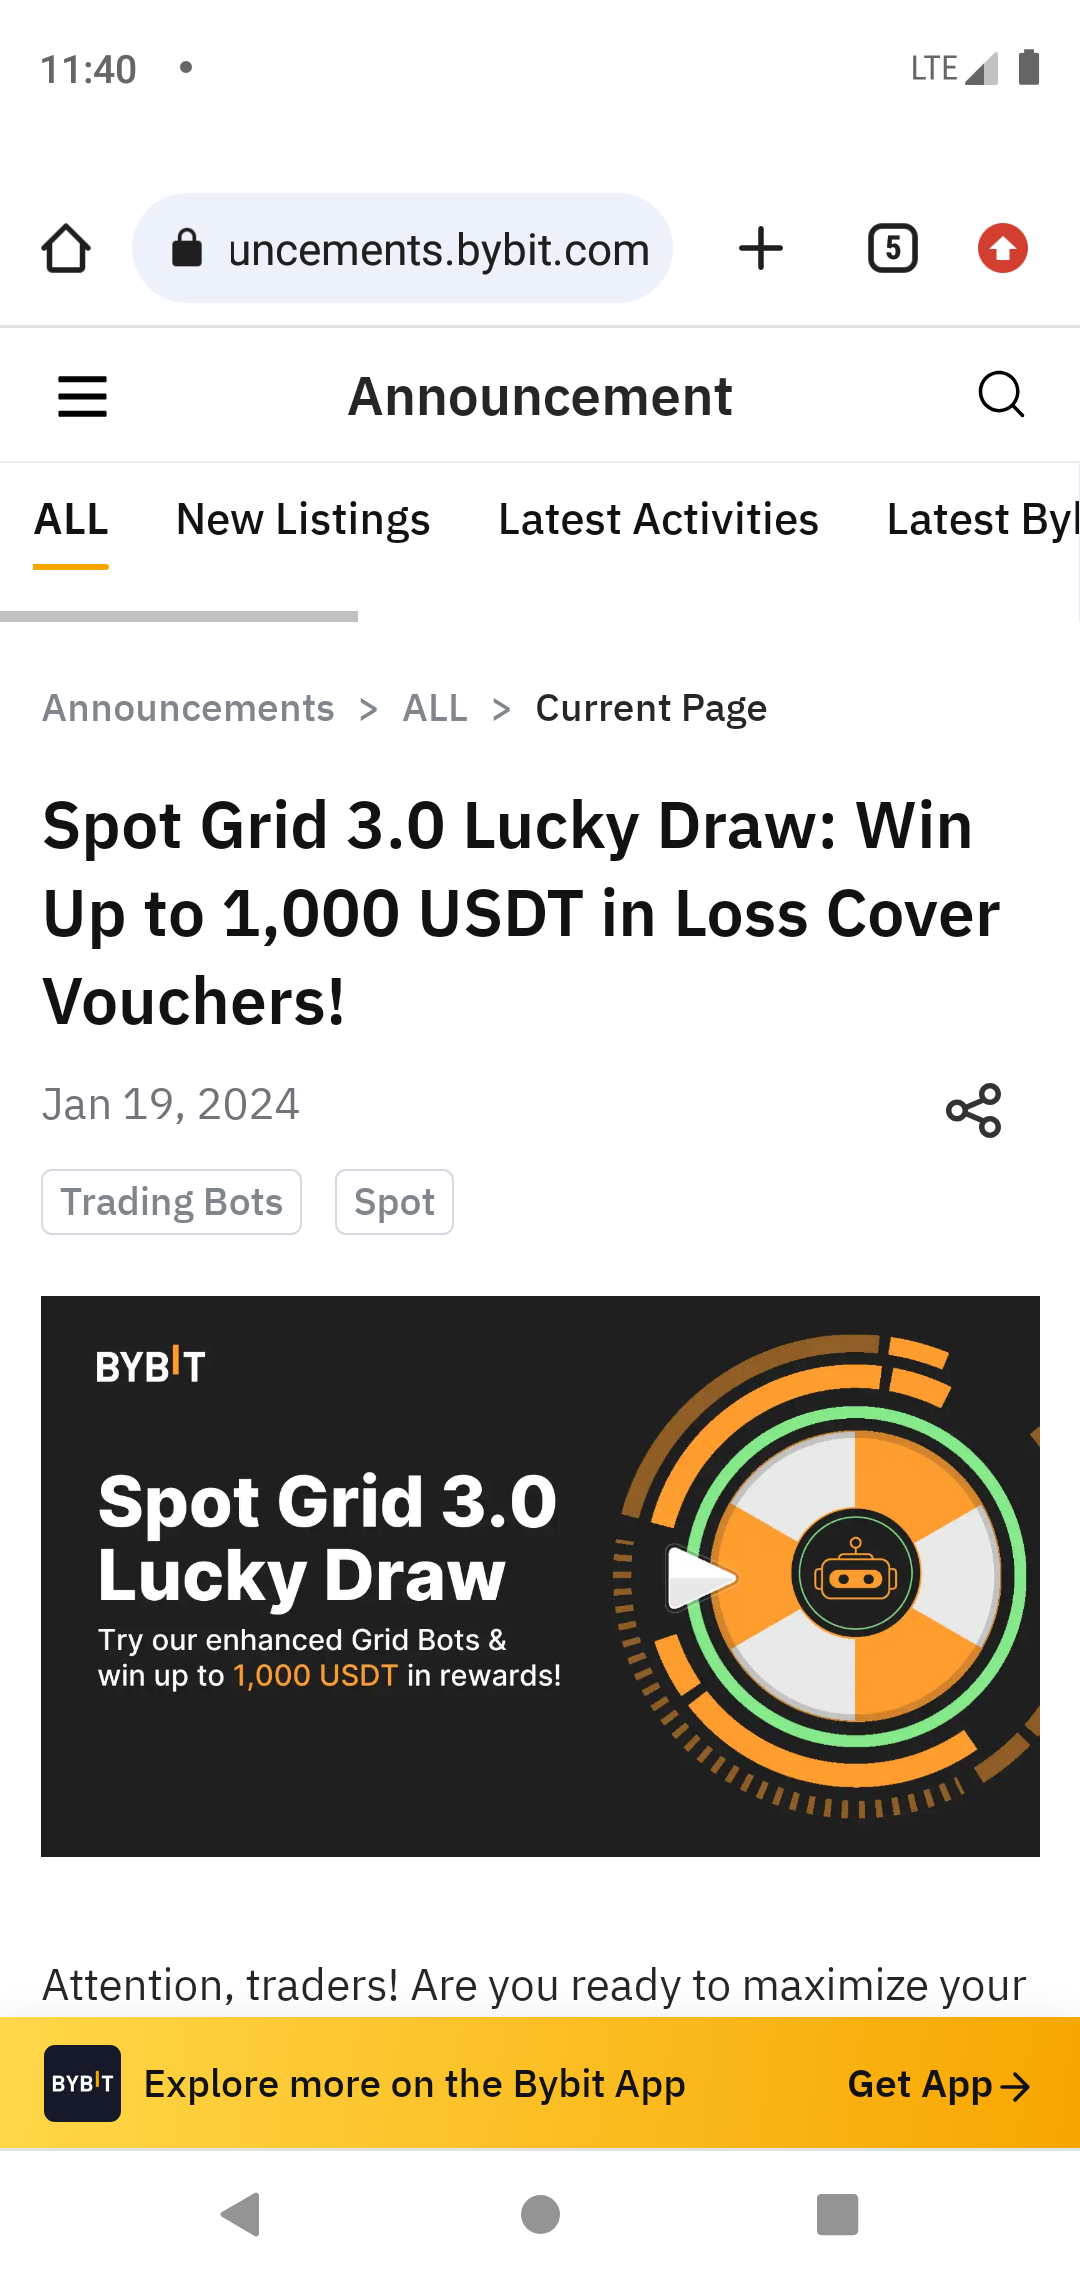 11:40
LTE
uncements.bybit.com
5
Announcement
ALL
New Listings
Latest Activities
Latest Byl
Announcements > ALL > Current Page
Spot Grid 3.0 Lucky Draw: Win
Up to 1,000 USDT in Loss Cover
Vouchers!
Jan 19, 2024
Trading Bots
Spot
BYBIT
Spot Grid 3.0
Lucky Draw
Try our enhanced Grid Bots &
win up to 1,000 USDT in rewards!
Attention, traders! Are you ready to maximize your
BYBIT
Explore more on the Bybit App
Get App